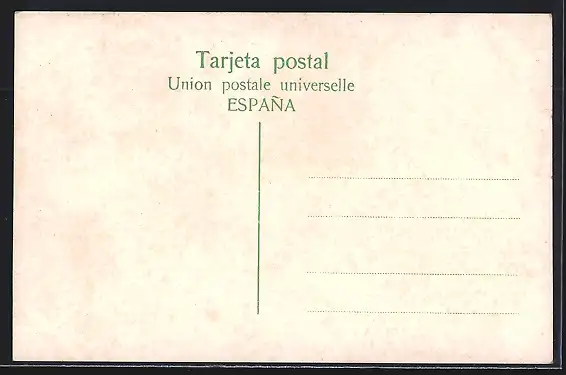 Tarjeta postal
Union postale universelle
ESPAÑA